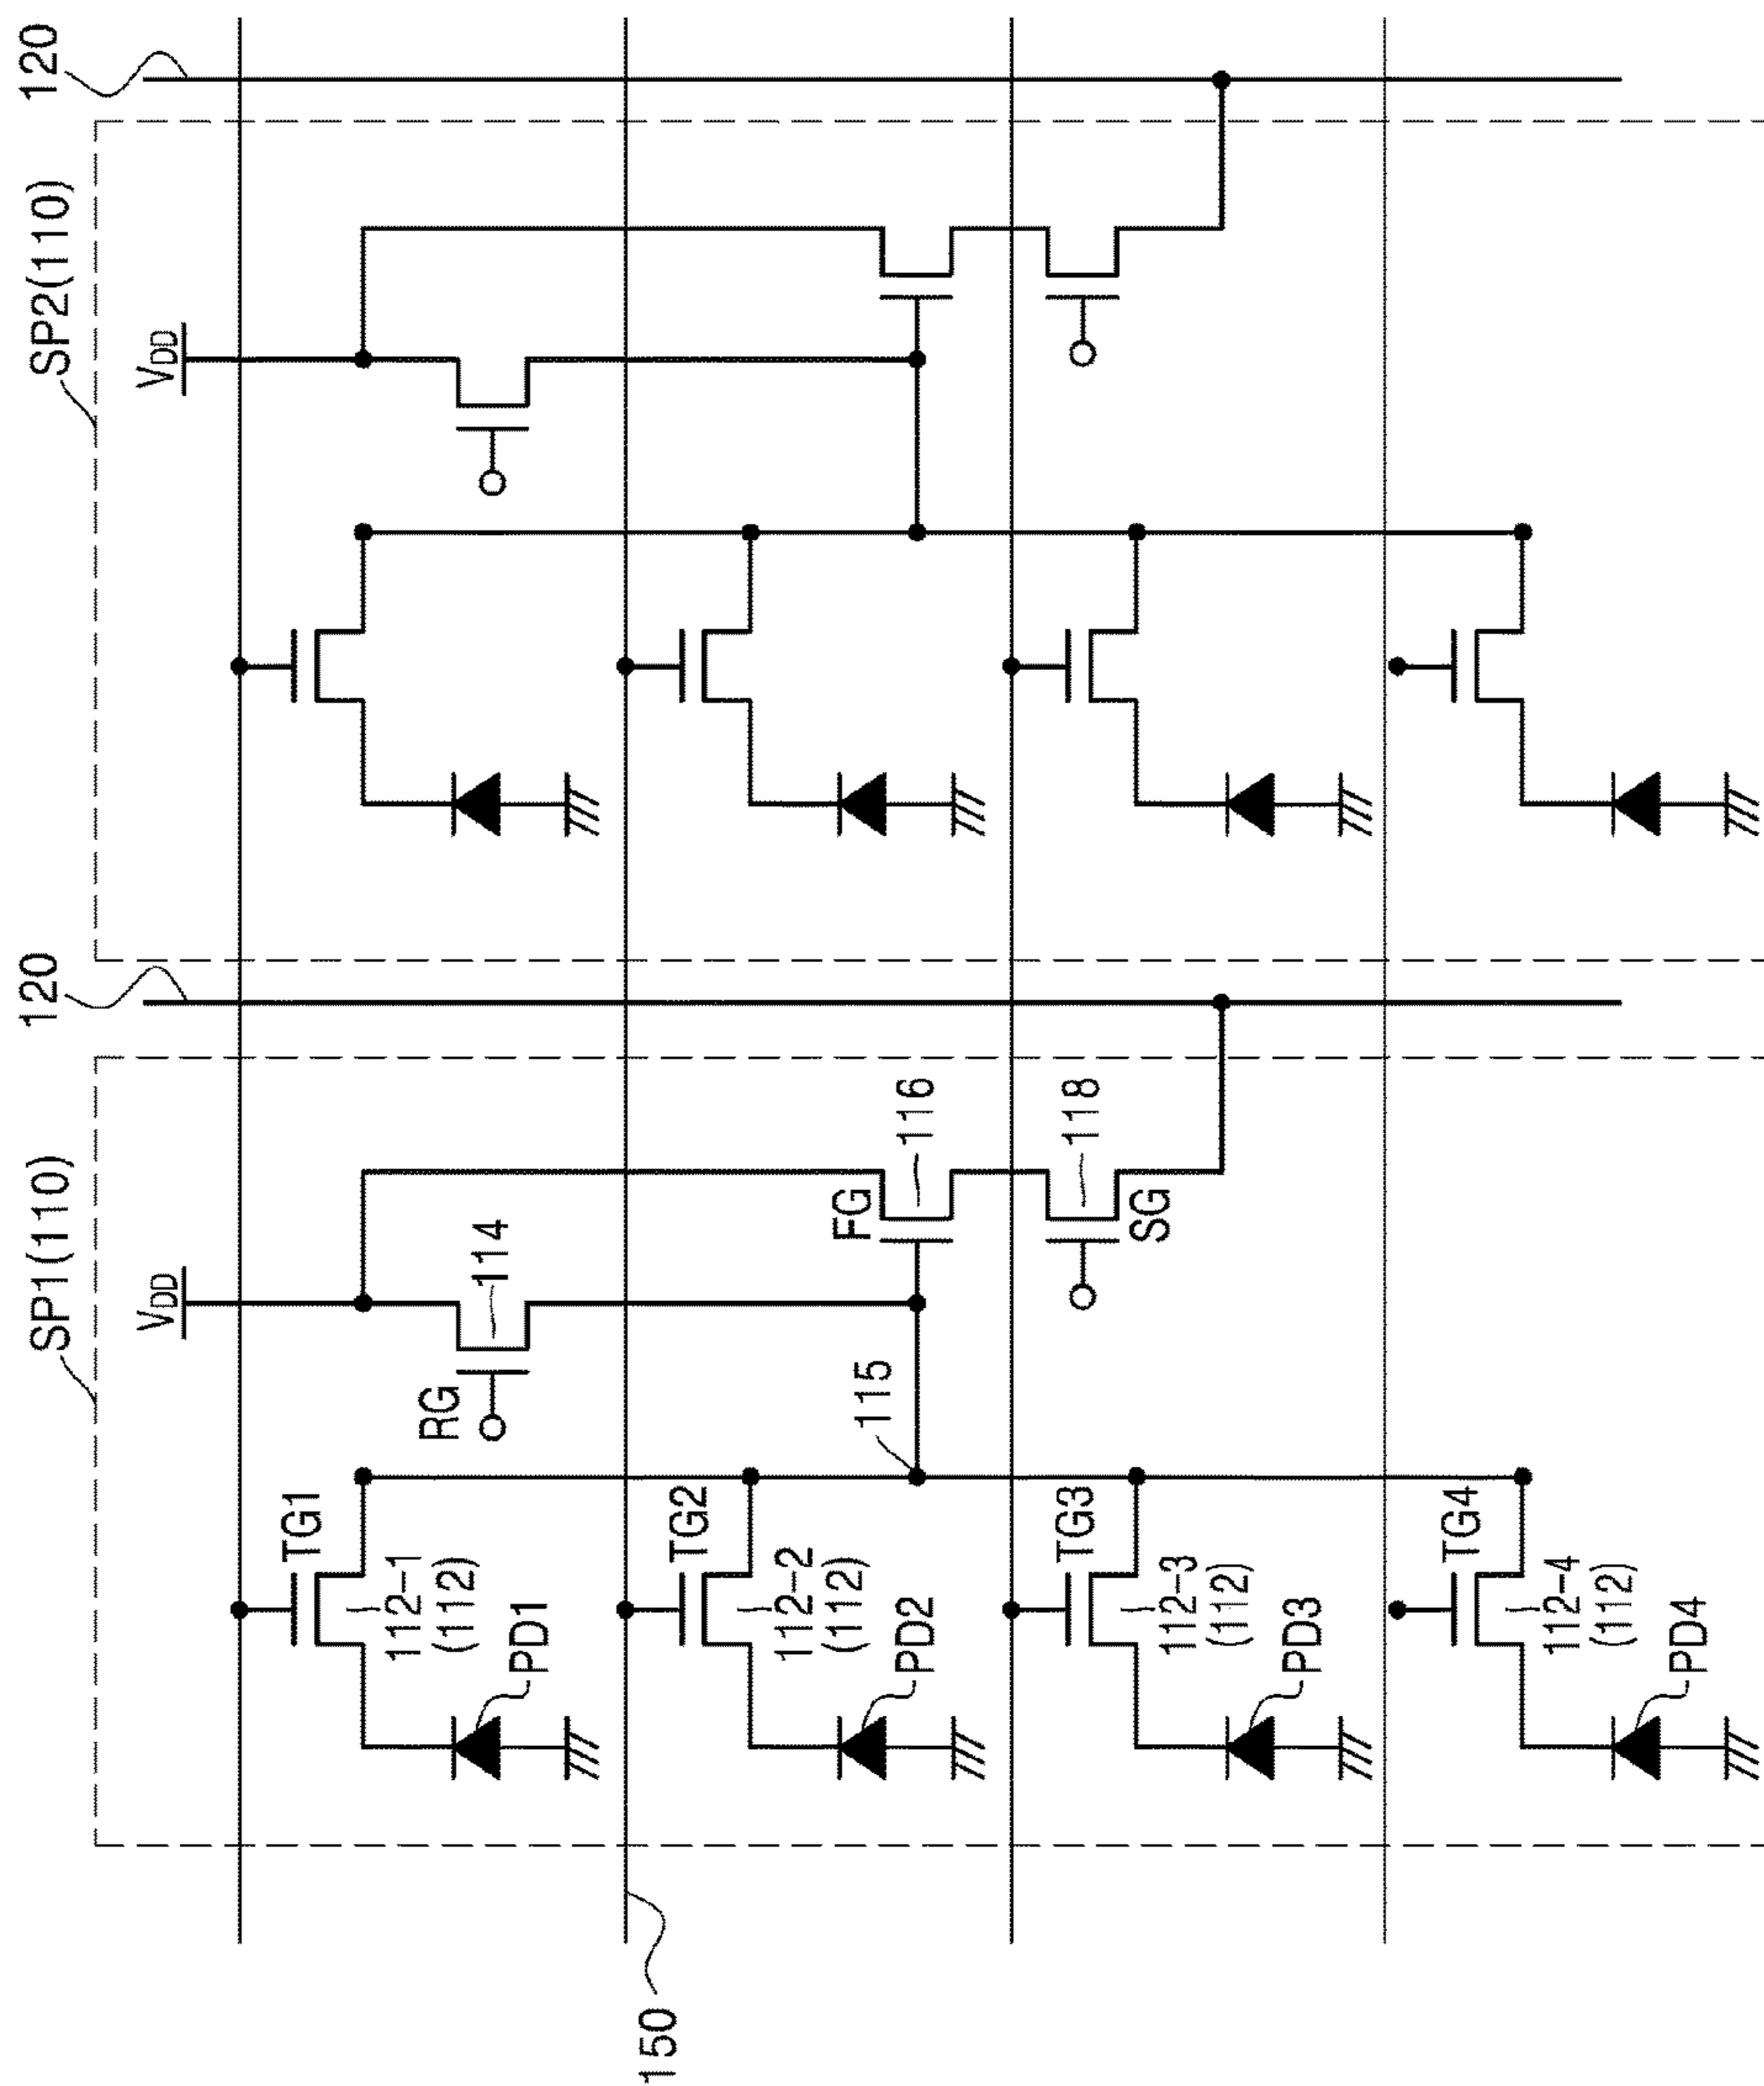 SP1(110)
120
SP2(110)
120
VDD
VDD
RG
114
TG1
112-1
(112)
PD1
150
TG2
112-2
(112)
PD2
115
FG
116
118
SG
TG3
112-3
(112)
PD3
TG4
112-4
(112)
PD4